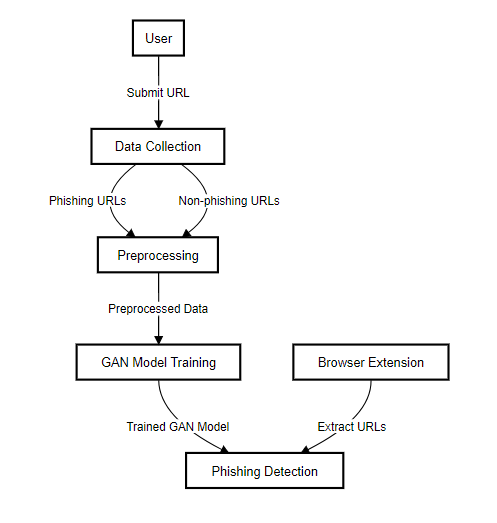 User
Submit URL
Data Collection
Phishing URLs
Non-phishing URLs
Preprocessing
Preprocessed Data
GAN Model Training
Browser Extension
Trained GAN Model
Extract URLs
Phishing Detection